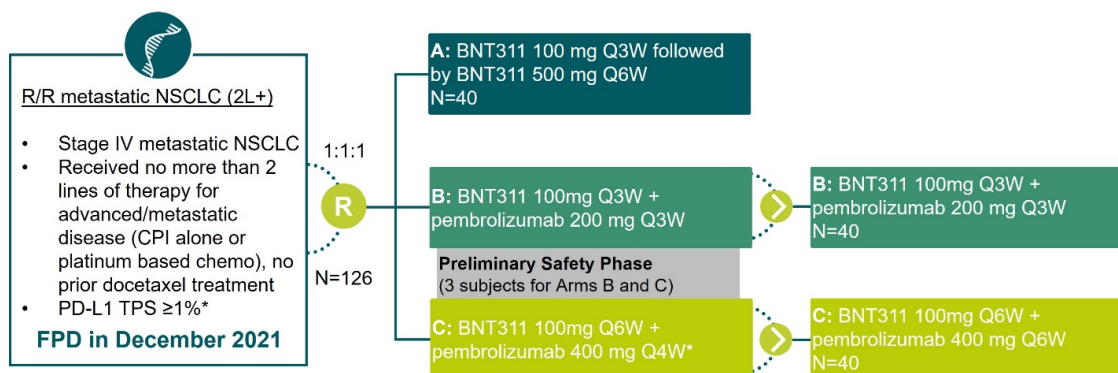 R/R metastatic NSCLC (2L+)
• Stage IV metastatic NSCLC
• Received no more than 2
lines of therapy for
advanced/metastatic
disease (CPI alone or
platinum based chemo), no
prior docetaxel treatment
• PD-L1 TPS ≥1%*
FPD in December 2021
1:1:1
R
N=126
A: BNT311 100 mg Q3W followed
by BNT311 500 mg Q6W
N=40
B: BNT311 100mg Q3W +
pembrolizumab 200 mg Q3W
Preliminary Safety Phase
(3 subjects for Arms B and C)
C: BNT311 100mg Q6W +
pembrolizumab 400 mg Q4W*
B: BNT311 100mg Q3W +
pembrolizumab 200 mg Q3W
N=40
C: BNT311 100mg Q6W +
pembrolizumab 400 mg Q6W
N=40